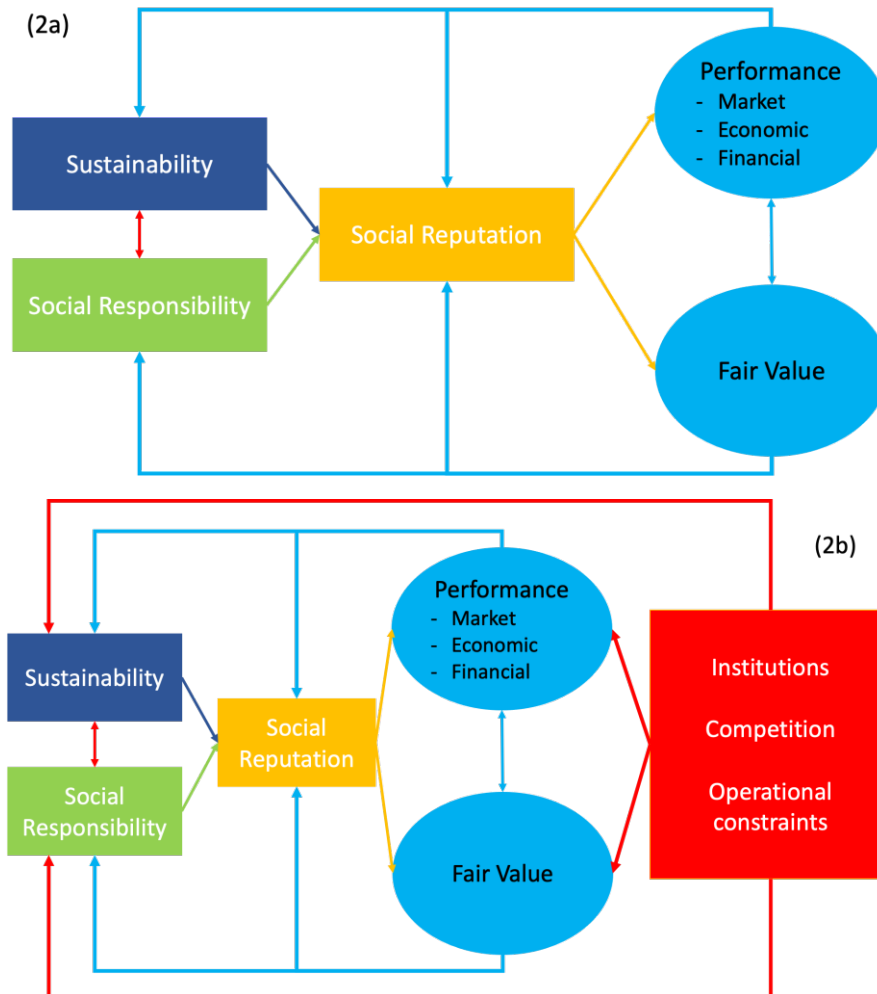 (2a)
Performance
- Market
- Economic
- Financial
Sustainability
Social Reputation
Social Responsibility
Fair Value
(2b)
Performance
- Market
- Economic
- Financial
Sustainability
Social
Reputation
Social
Responsibility
Fair Value
Institutions
Competition
Operational
constraints